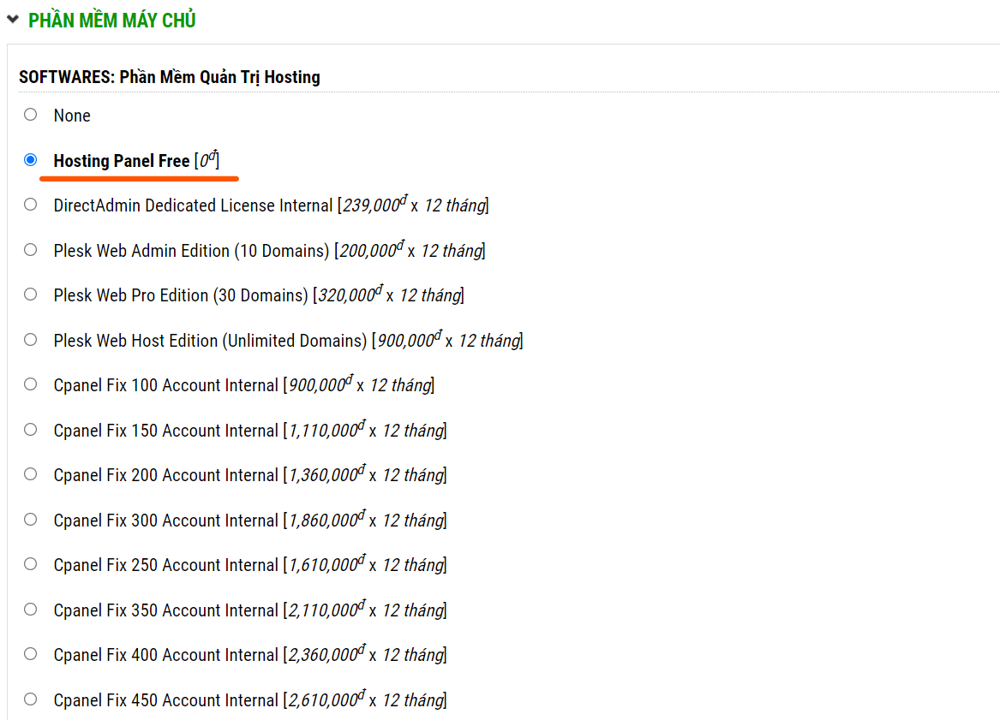 PHẦN MỀM MÁY CHỦ
SOFTWARES: Phần Mềm Quản Trị Hosting
None
Hosting Panel Free [0đ]
DirectAdmin Dedicated License Internal [239,000đ x 12 tháng]
Plesk Web Admin Edition (10 Domains) [200,000đ x 12 tháng]
Plesk Web Pro Edition (30 Domains) [320,000đ x 12 tháng]
Plesk Web Host Edition (Unlimited Domains) [900,000đ x 12 tháng]
Cpanel Fix 100 Account Internal [900,000đ x 12 tháng]
Cpanel Fix 150 Account Internal [1,110,000đ x 12 tháng]
Cpanel Fix 200 Account Internal [1,360,000đ x 12 tháng]
Cpanel Fix 300 Account Internal [1,860,000đ x 12 tháng]
Cpanel Fix 250 Account Internal [1,610,000đ x 12 tháng]
Cpanel Fix 350 Account Internal [2,110,000đ x 12 tháng]
Cpanel Fix 400 Account Internal [2,360,000đ x 12 tháng]
Cpanel Fix 450 Account Internal [2,610,000đ x 12 tháng]